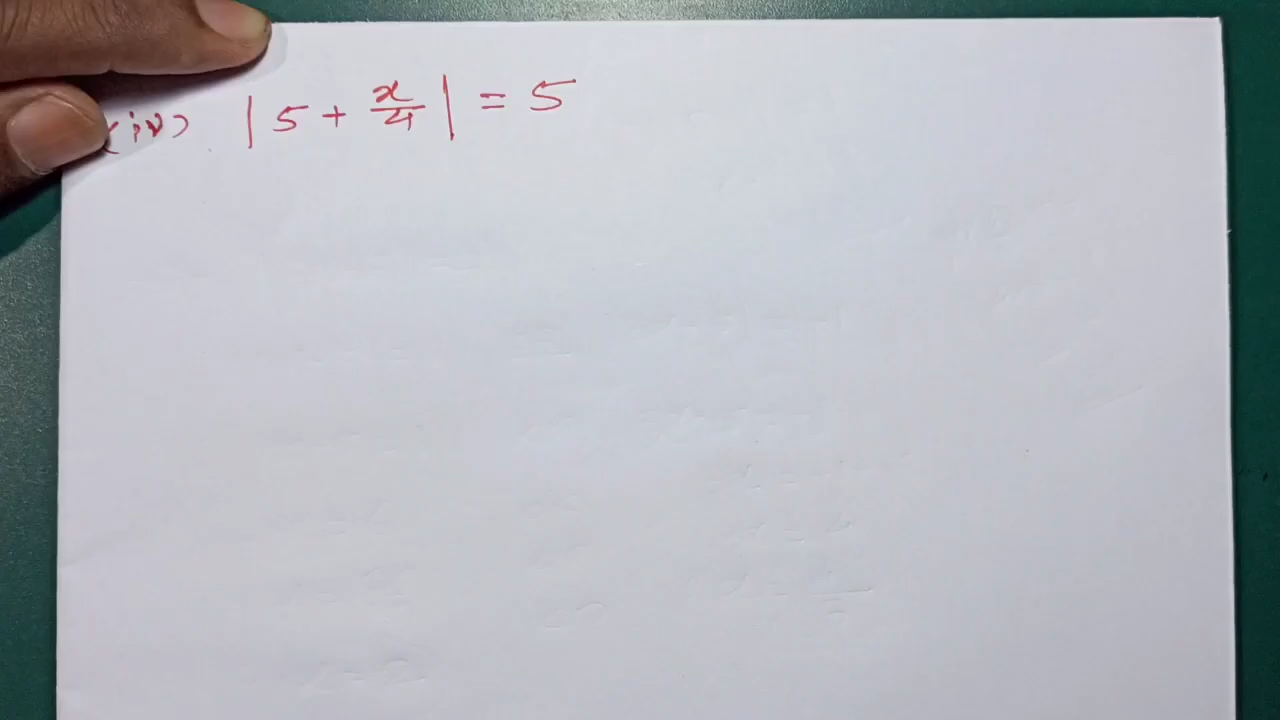 (iv) | 5 + x/4 | = 5